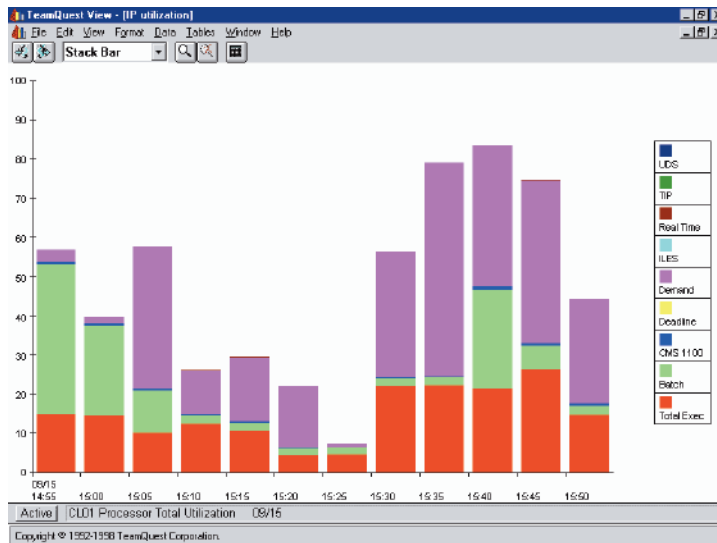 TeamQuest View - [IP utilization]
File Edit View Format Data Tables Window Help
Stack Bar
100
90
80
70
60
50
40
30
20
10
0
09/15
14:55 15:00 15:05 15:10 15:15 15:20 15:25 15:30 15:35 15:40 15:45 15:50
UDS
TIP
Real Time
ILES
Demand
Deadline
CMS 1100
Batch
Total Exec
Active CL01 Processor Total Utilization 09/15
Copyright © 1992-1998 TeamQuest Corporation.